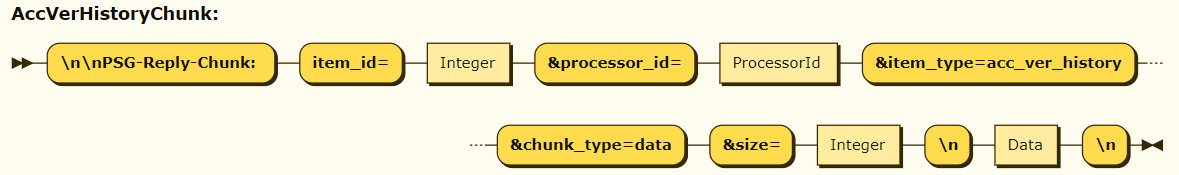 AccVerHistoryChunk:
\n\nPSG-Reply-Chunk: item_id= Integer &processor_id= ProcessorId &item_type=acc_ver_history
&chunk_type=data &size= Integer \n Data \n